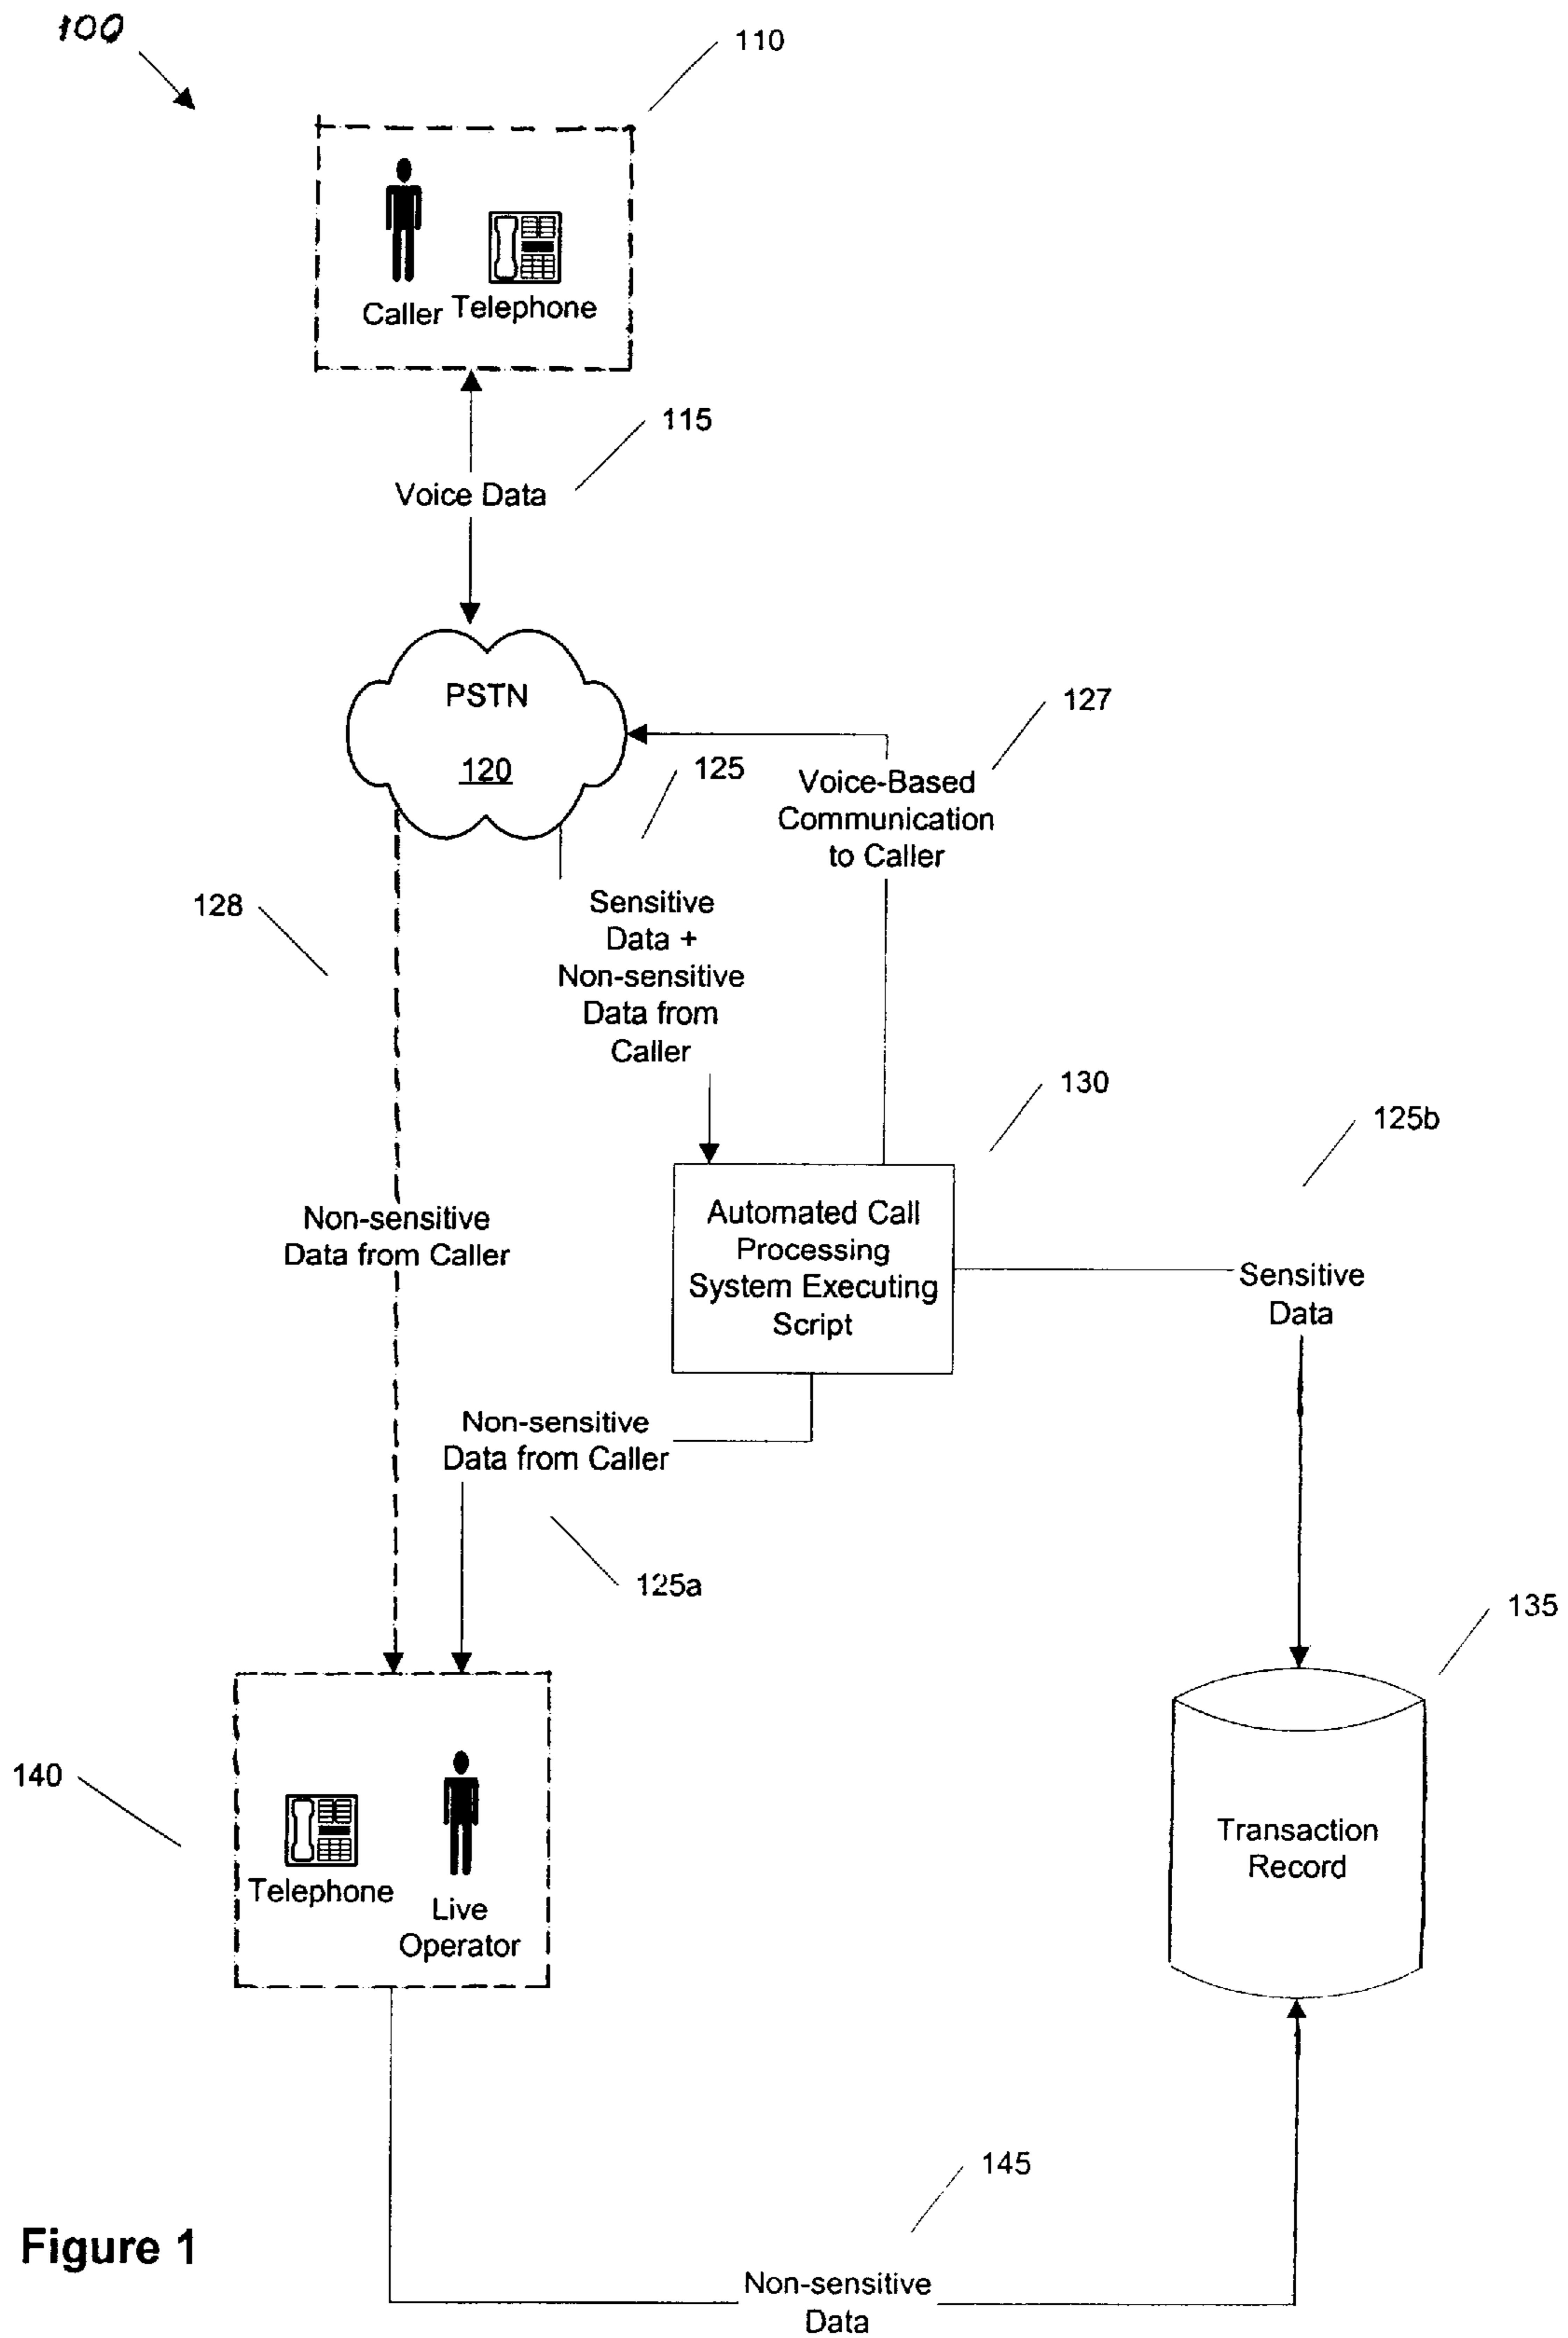 100
110
Caller Telephone
115
Voice Data
PSTN
120
127
125
Voice-Based
Communication
to Caller
128
Sensitive
Data +
Non-sensitive
Data from
Caller
130
125b
Non-sensitive
Data from Caller
Automated Call
Processing
System Executing
Script
Sensitive
Data
Non-sensitive
Data from Caller
125a
135
140
Telephone
Live
Operator
Transaction
Record
145
Figure 1
Non-sensitive
Data